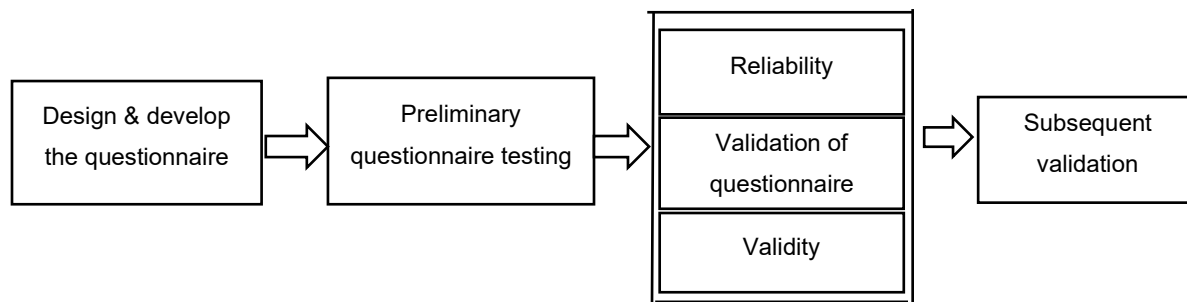 Design & develop
the questionnaire
Preliminary
questionnaire testing
Reliability
Validation of
questionnaire
Validity
Subsequent
validation